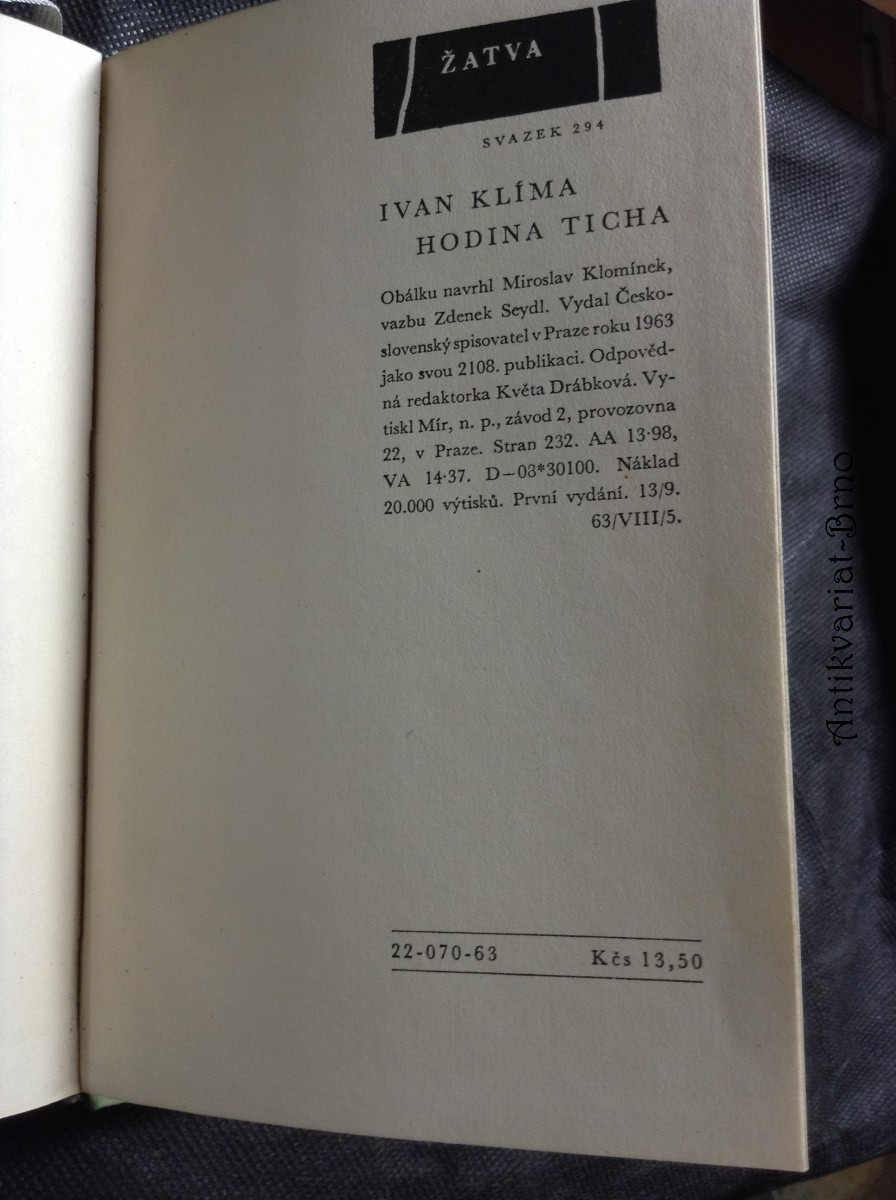 ŽATVA
SVAZEK 294
IVAN KLÍMA
HODINA TICHA
Obálku navrhl Miroslav Klomínek,
vazbu Zdenek Seydl. Vydal Česko-
slovenský spisovatel v Praze roku 1963
jako svou 2108. publikaci. Odpověd-
ná redaktorka Květa Drábková. Vy-
tiskl Mír, n. p., závod 2, provozovna
22, v Praze. Stran 232. AA 13·98,
VA 14·37. D—03*30100. Náklad
20.000 výtisků. První vydání. 13/9.
63/VIII/5.
22-070-63 Kčs 13,50
Antikvariat-Brno